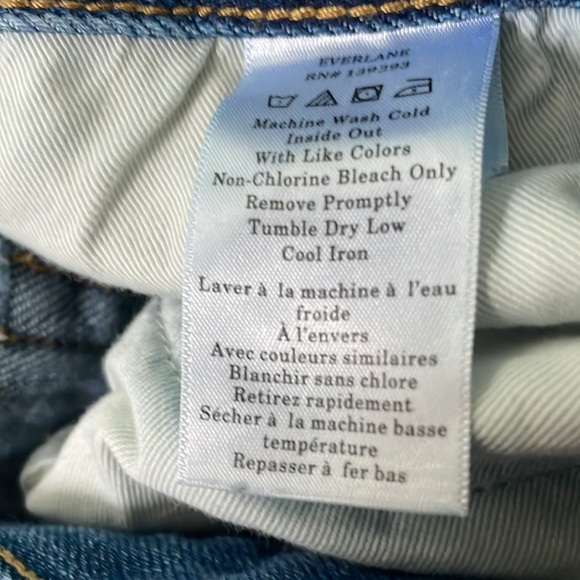 EVERLANE
RN# 139393
Machine Wash Cold
Inside Out
With Like Colors
Non-Chlorine Bleach Only
Remove Promptly
Tumble Dry Low
Cool Iron
Laver à la machine à l'eau
froide
À l'envers
Avec couleurs similaires
Blanchir sans chlore
Retirez rapidement
Sécher à la machine basse
température
Repasser à fer bas